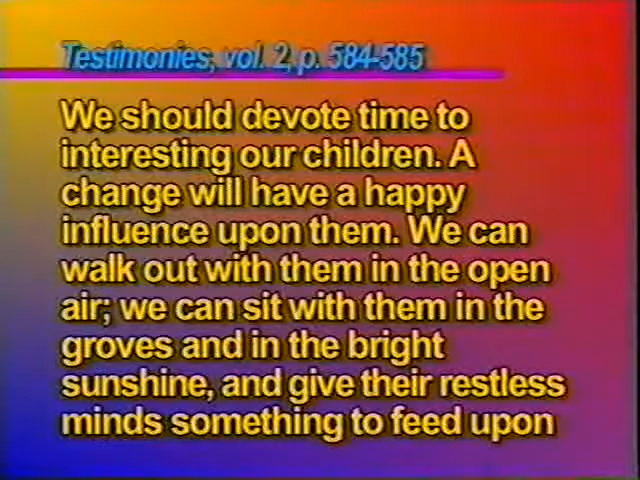 Testimonies, vol. 2, p. 584-585
We should devote time to
interesting our children. A
change will have a happy
influence upon them. We can
walk out with them in the open
air; we can sit with them in the
groves and in the bright
sunshine, and give their restless
minds something to feed upon